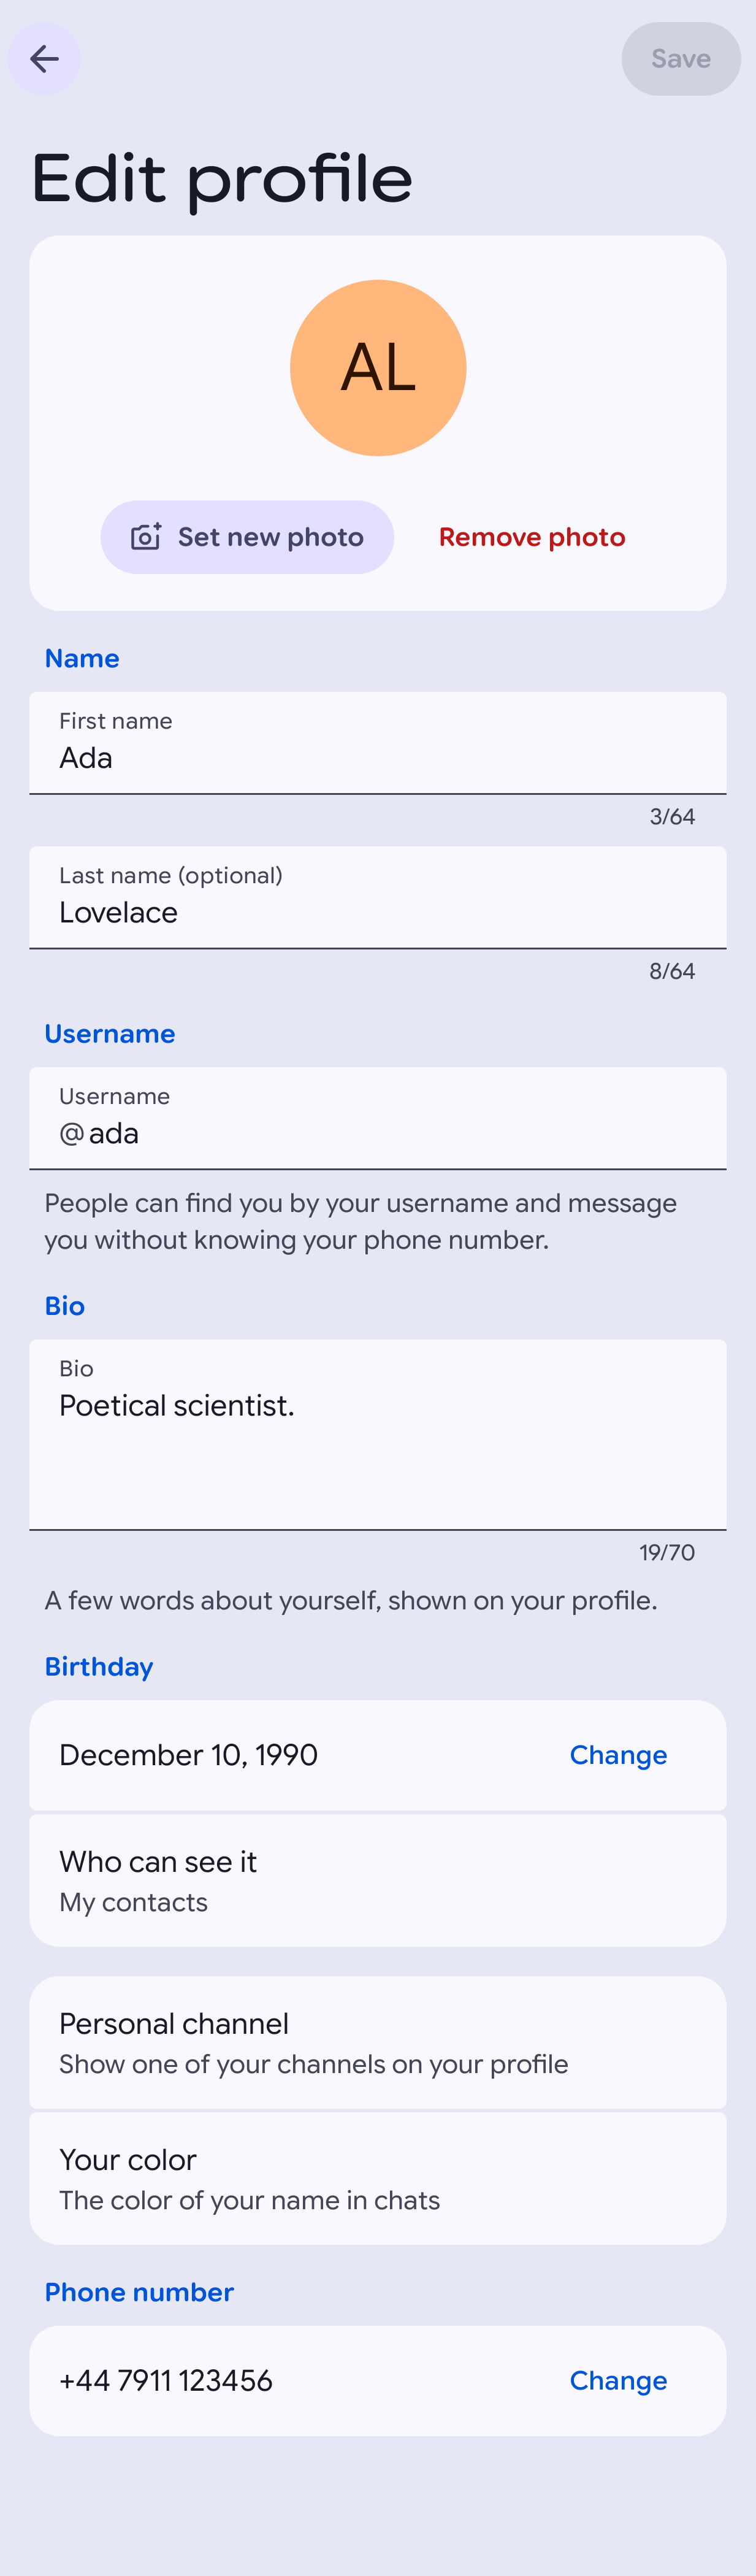 Save
Edit profile
AL
Set new photo
Remove photo
Name
First name
Ada
3/64
Last name (optional)
Lovelace
8/64
Username
Username
@ada
People can find you by your username and message
you without knowing your phone number.
Bio
Bio
Poetical scientist.
19/70
A few words about yourself, shown on your profile.
Birthday
December 10, 1990
Change
Who can see it
My contacts
Personal channel
Show one of your channels on your profile
Your color
The color of your name in chats
Phone number
+44 7911 123456
Change